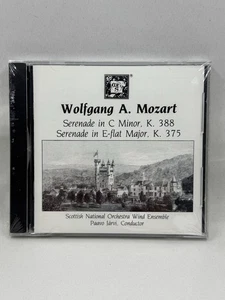 Wolfgang A. Mozart
Serenade in C Minor, K. 388
Serenade in E-flat Major, K. 375
Scottish National Orchestra Wind Ensemble
Paavo Järvi, Conductor